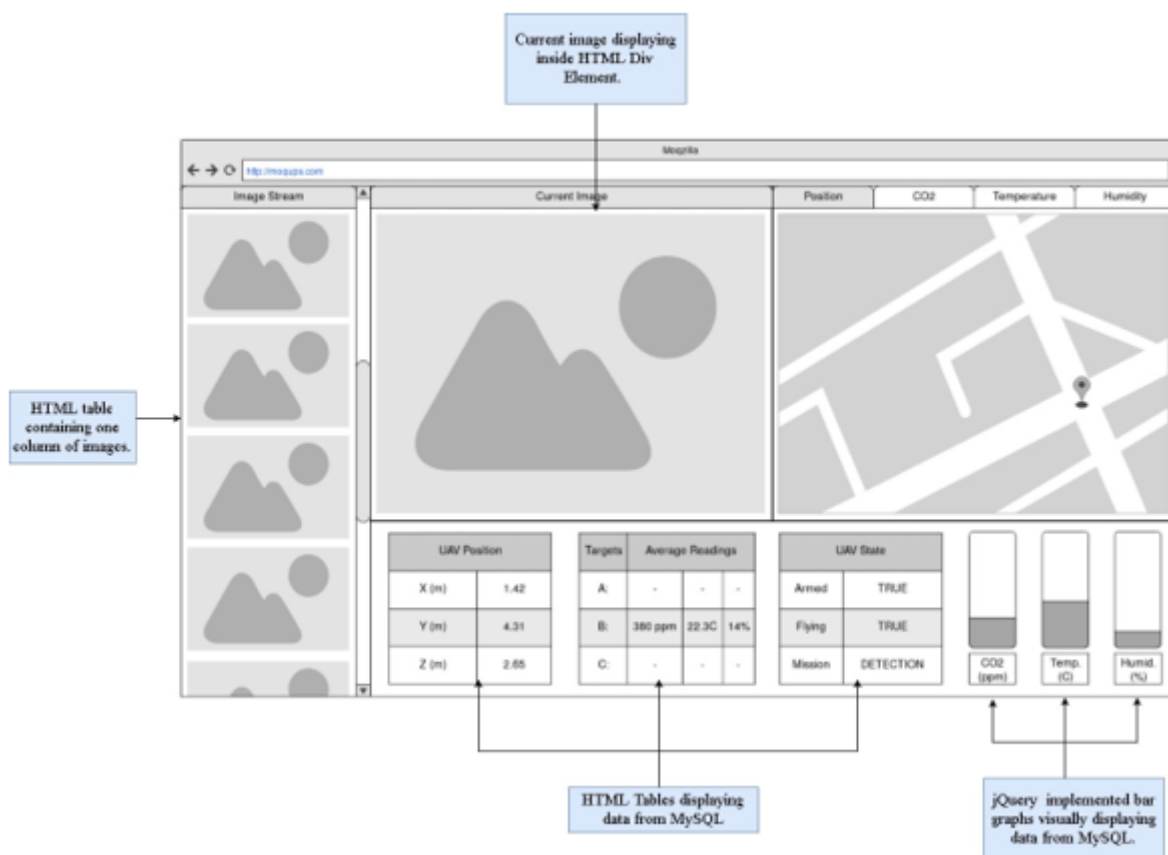 Current image displaying
inside HTML Div
Element.
Moqzilla
http://moqups.com
Image Stream
Current Image
Position
CO2
Temperature
Humidity
HTML table
containing one
column of images.
UAV Position
X (m) 1.42
Y (m) 4.31
Z (m) 2.65
Targets Average Readings
A: - - -
B: 380 ppm 22.3C 14%
C: - - -
UAV State
Armed TRUE
Flying TRUE
Mission DETECTION
CO2
(ppm)
Temp.
(C)
Humid.
(%)
HTML Tables displaying
data from MySQL
jQuery implemented bar
graphs visually displaying
data from MySQL.